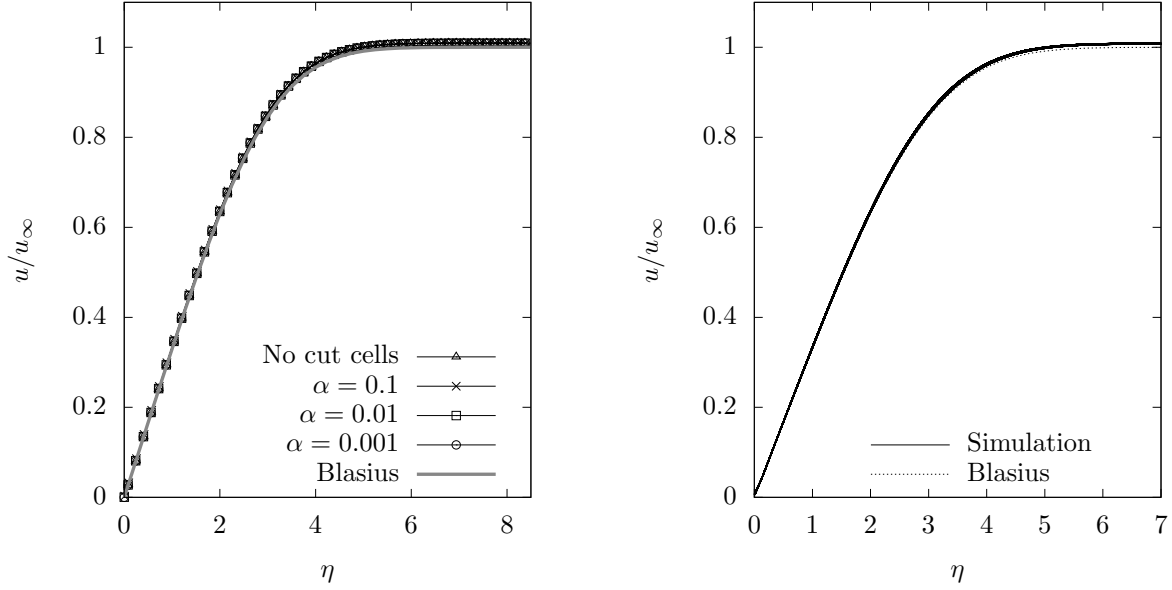 1
0.8
0.6
0.4
0.2
0
u/u∞
0 2 4 6 8
η
No cut cells
α = 0.1
α = 0.01
α = 0.001
Blasius
1
0.8
0.6
0.4
0.2
0
u/u∞
0 1 2 3 4 5 6 7
η
Simulation
Blasius